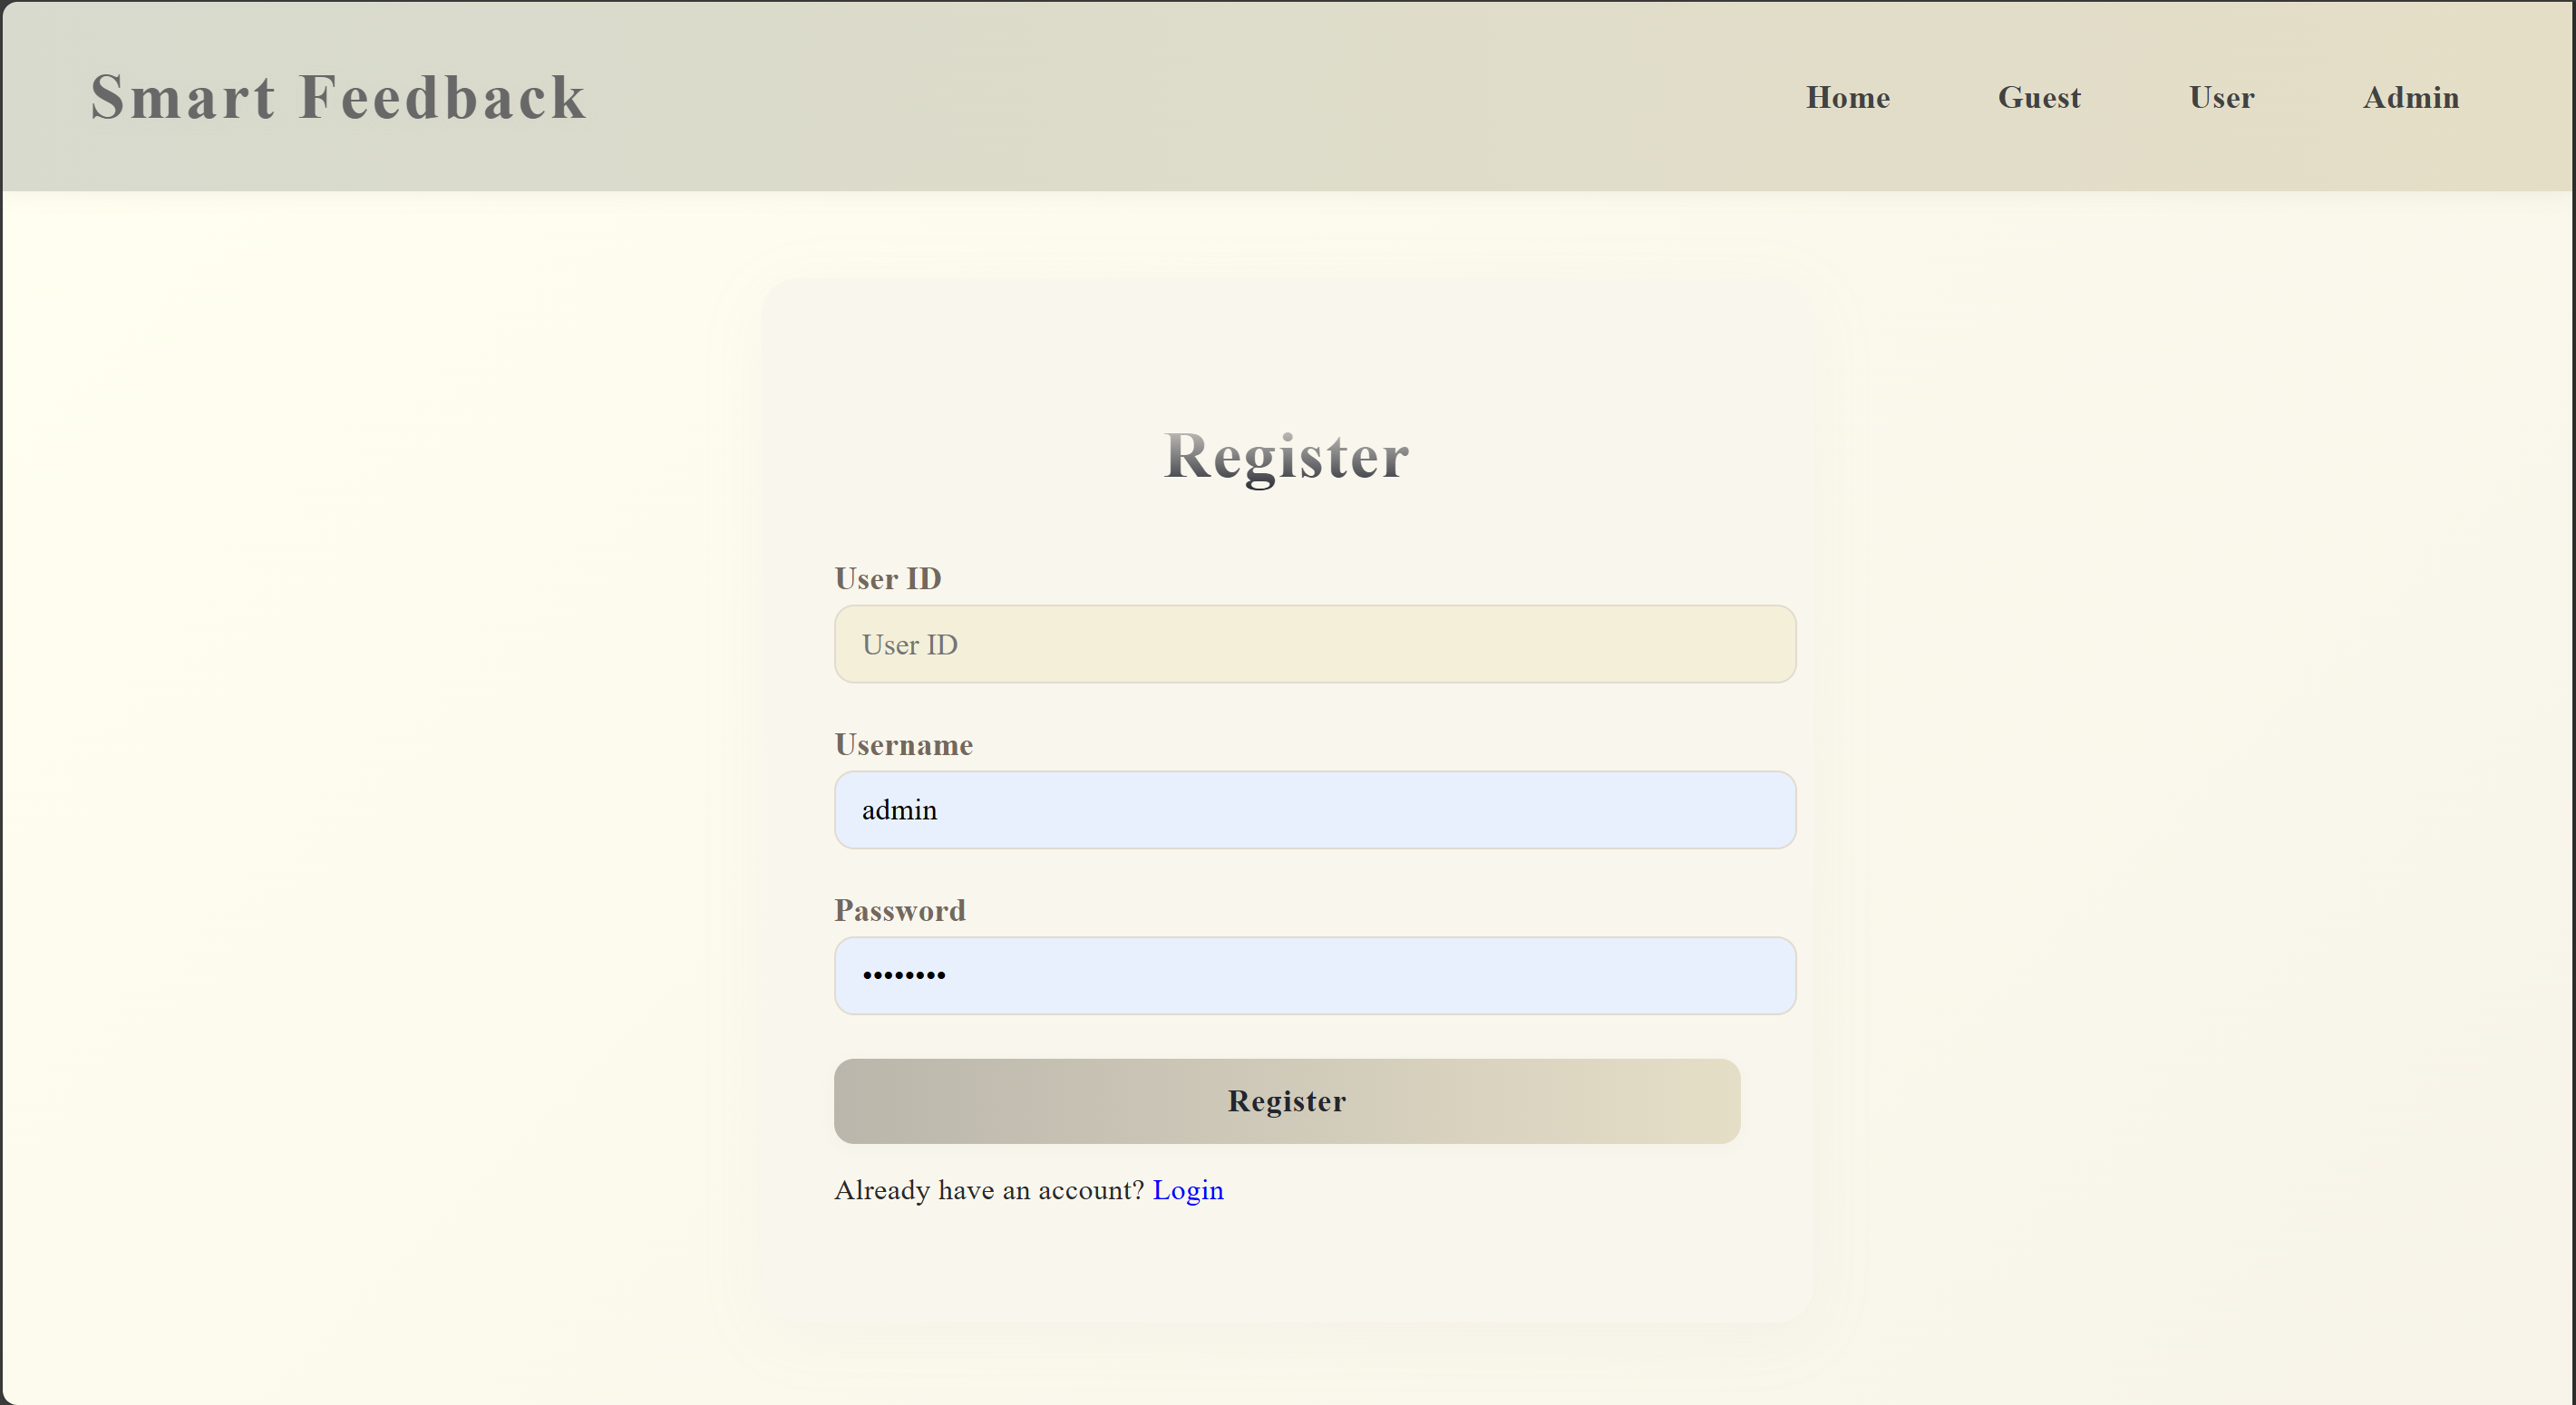 Smart Feedback
Home Guest User Admin
Register
User ID
User ID
Username
admin
Password
••••••••
Register
Already have an account? Login